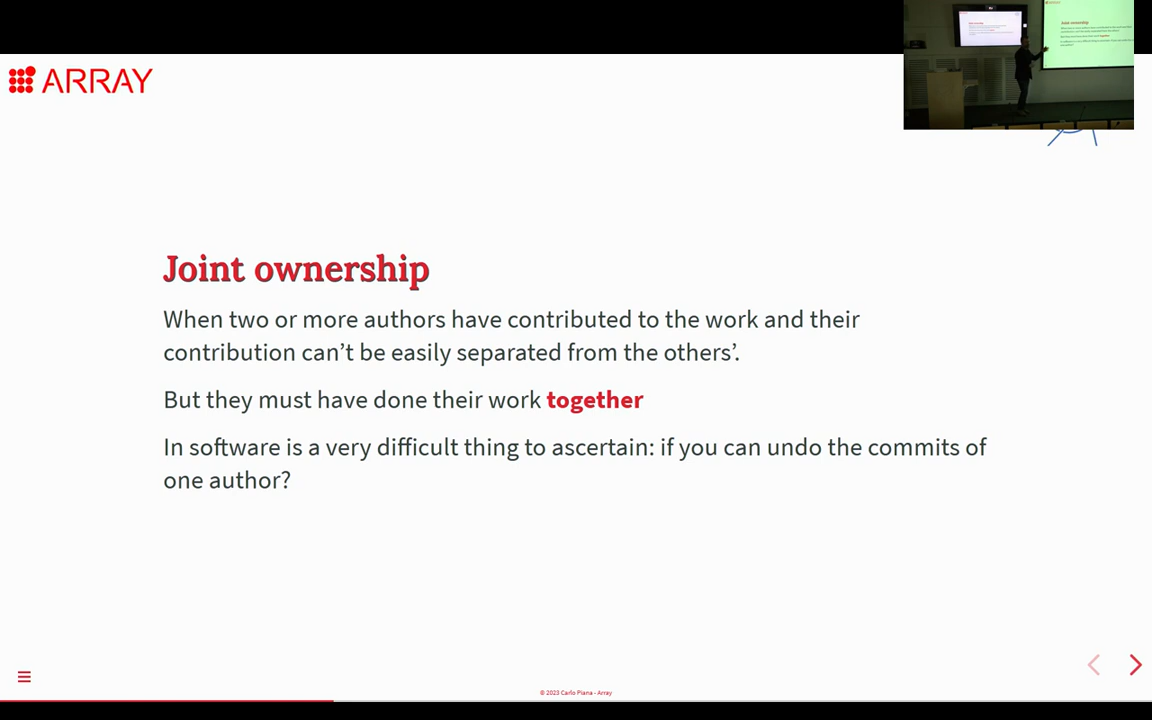 ARRAY
Joint ownership
When two or more authors have contributed to the work and their
contribution can’t be easily separated from the others’.
But they must have done their work together
In software is a very difficult thing to ascertain: if you can undo the commits of
one author?
© 2023 Carlo Piana - Array